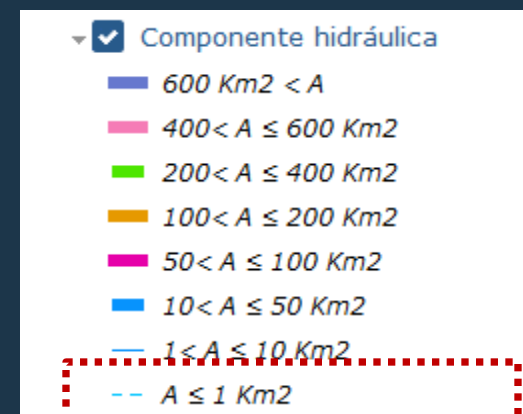 Componente hidráulica
600 Km2 < A
400< A ≤ 600 Km2
200< A ≤ 400 Km2
100< A ≤ 200 Km2
50< A ≤ 100 Km2
10< A ≤ 50 Km2
1< A ≤ 10 Km2
A ≤ 1 Km2